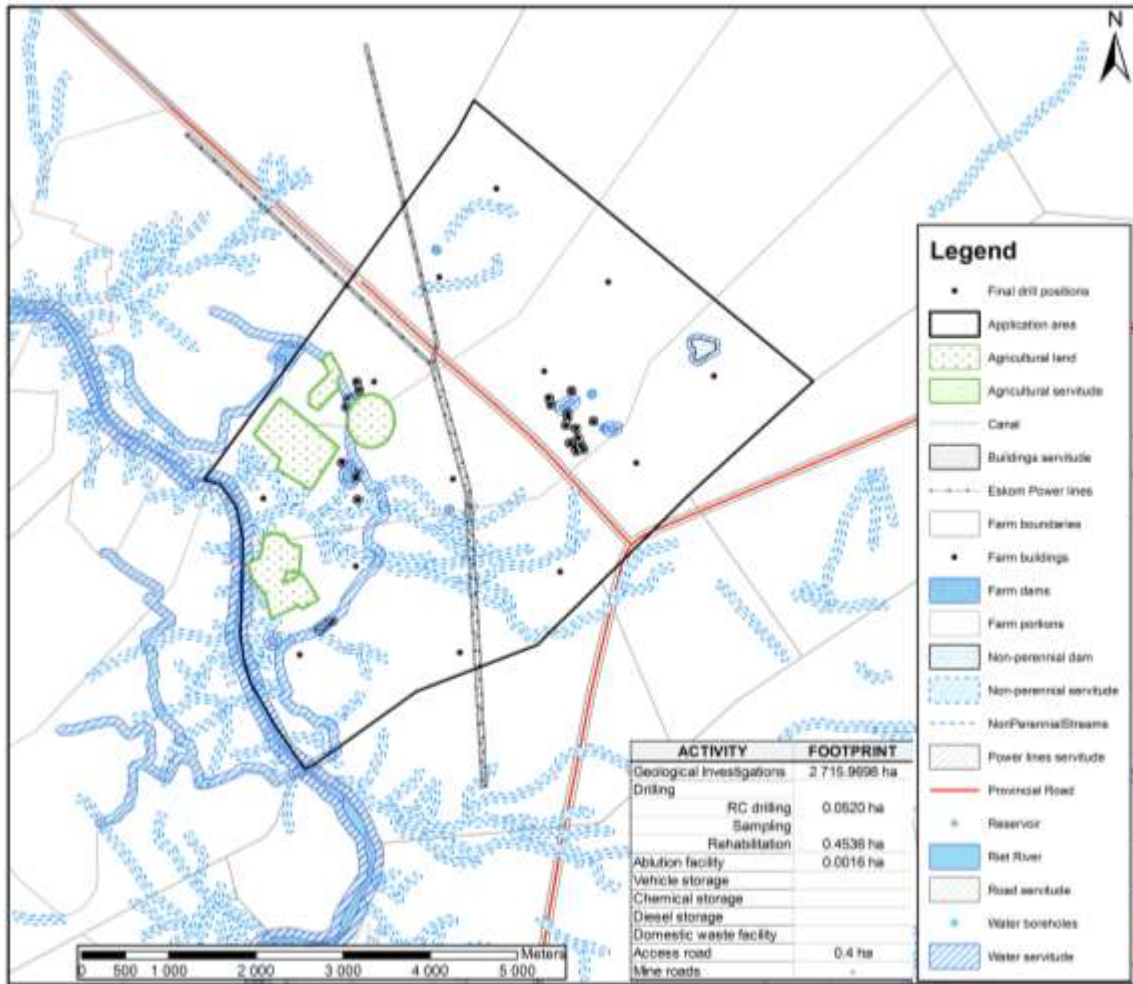 N
Legend
Final drill positions
Application area
Agricultural land
Agricultural servitude
Canal
Buildings servitude
Eskom Power lines
Farm boundaries
Farm buildings
Farm dams
Farm portions
Non-perennial dam
Non-perennial servitude
NonPerennialStreams
Power lines servitude
Provincial Road
Reservoir
Riet River
Road servitude
Water boreholes
Water servitude
ACTIVITY FOOTPRINT
Geological Investigations 2 715.9698 ha
Drilling
RC drilling 0.0520 ha
Sampling
Rehabilitation 0.4536 ha
Ablution facility 0.0016 ha
Vehicle storage
Chemical storage
Diesel storage
Domestic waste facility
Access road 0.4 ha
Mine roads -
Meters
0 500 1 000 2 000 3 000 4 000 5 000